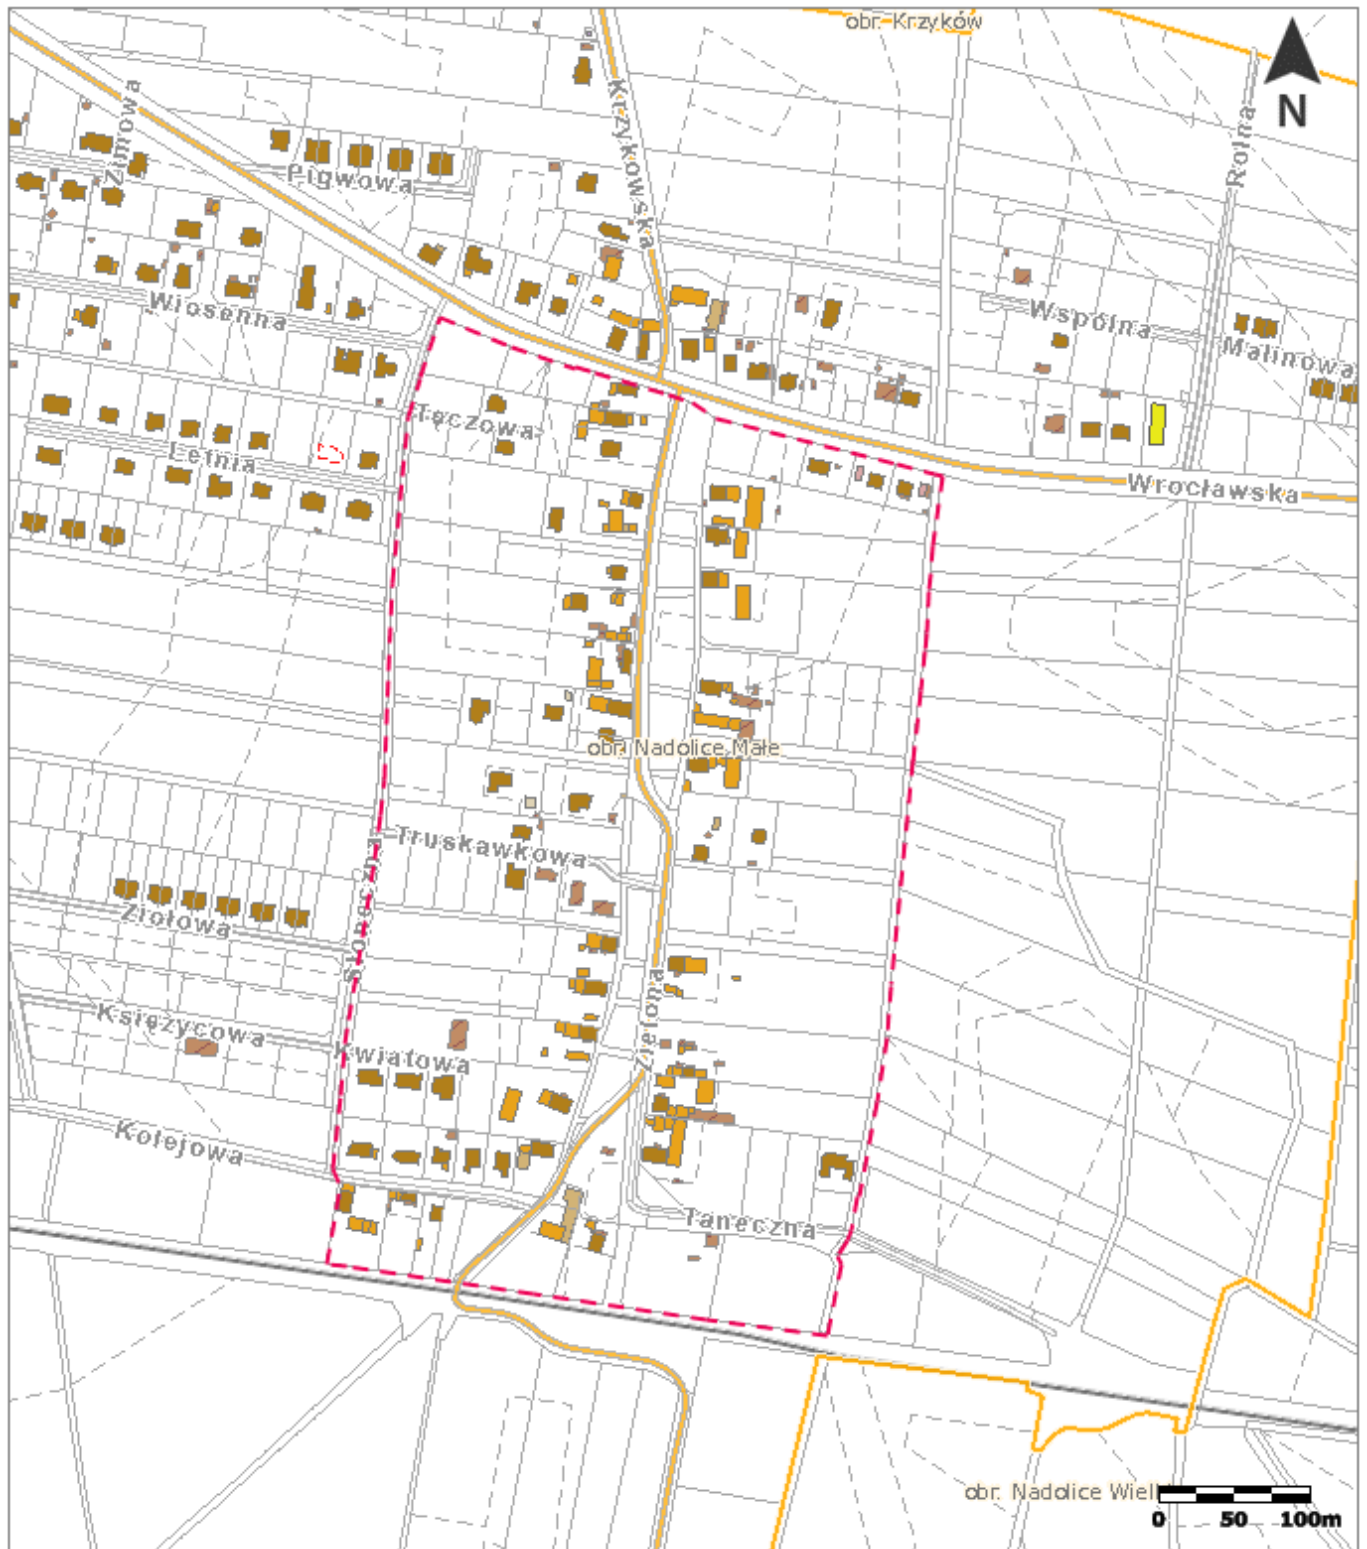 obr. Krzyków
N
Zimowa
Krzykowska
Rolna
Pigwowa
Wiosenna
Wspólna
Malinowa
Tęczowa
Letnia
Wrocławska
obr. Nadolice Małe
Truskawkowa
Słoneczna
Ziołowa
Zielona
Księżycowa
Kwiatowa
Kolejowa
Taneczna
obr. Nadolice Wielk
0 50 100m